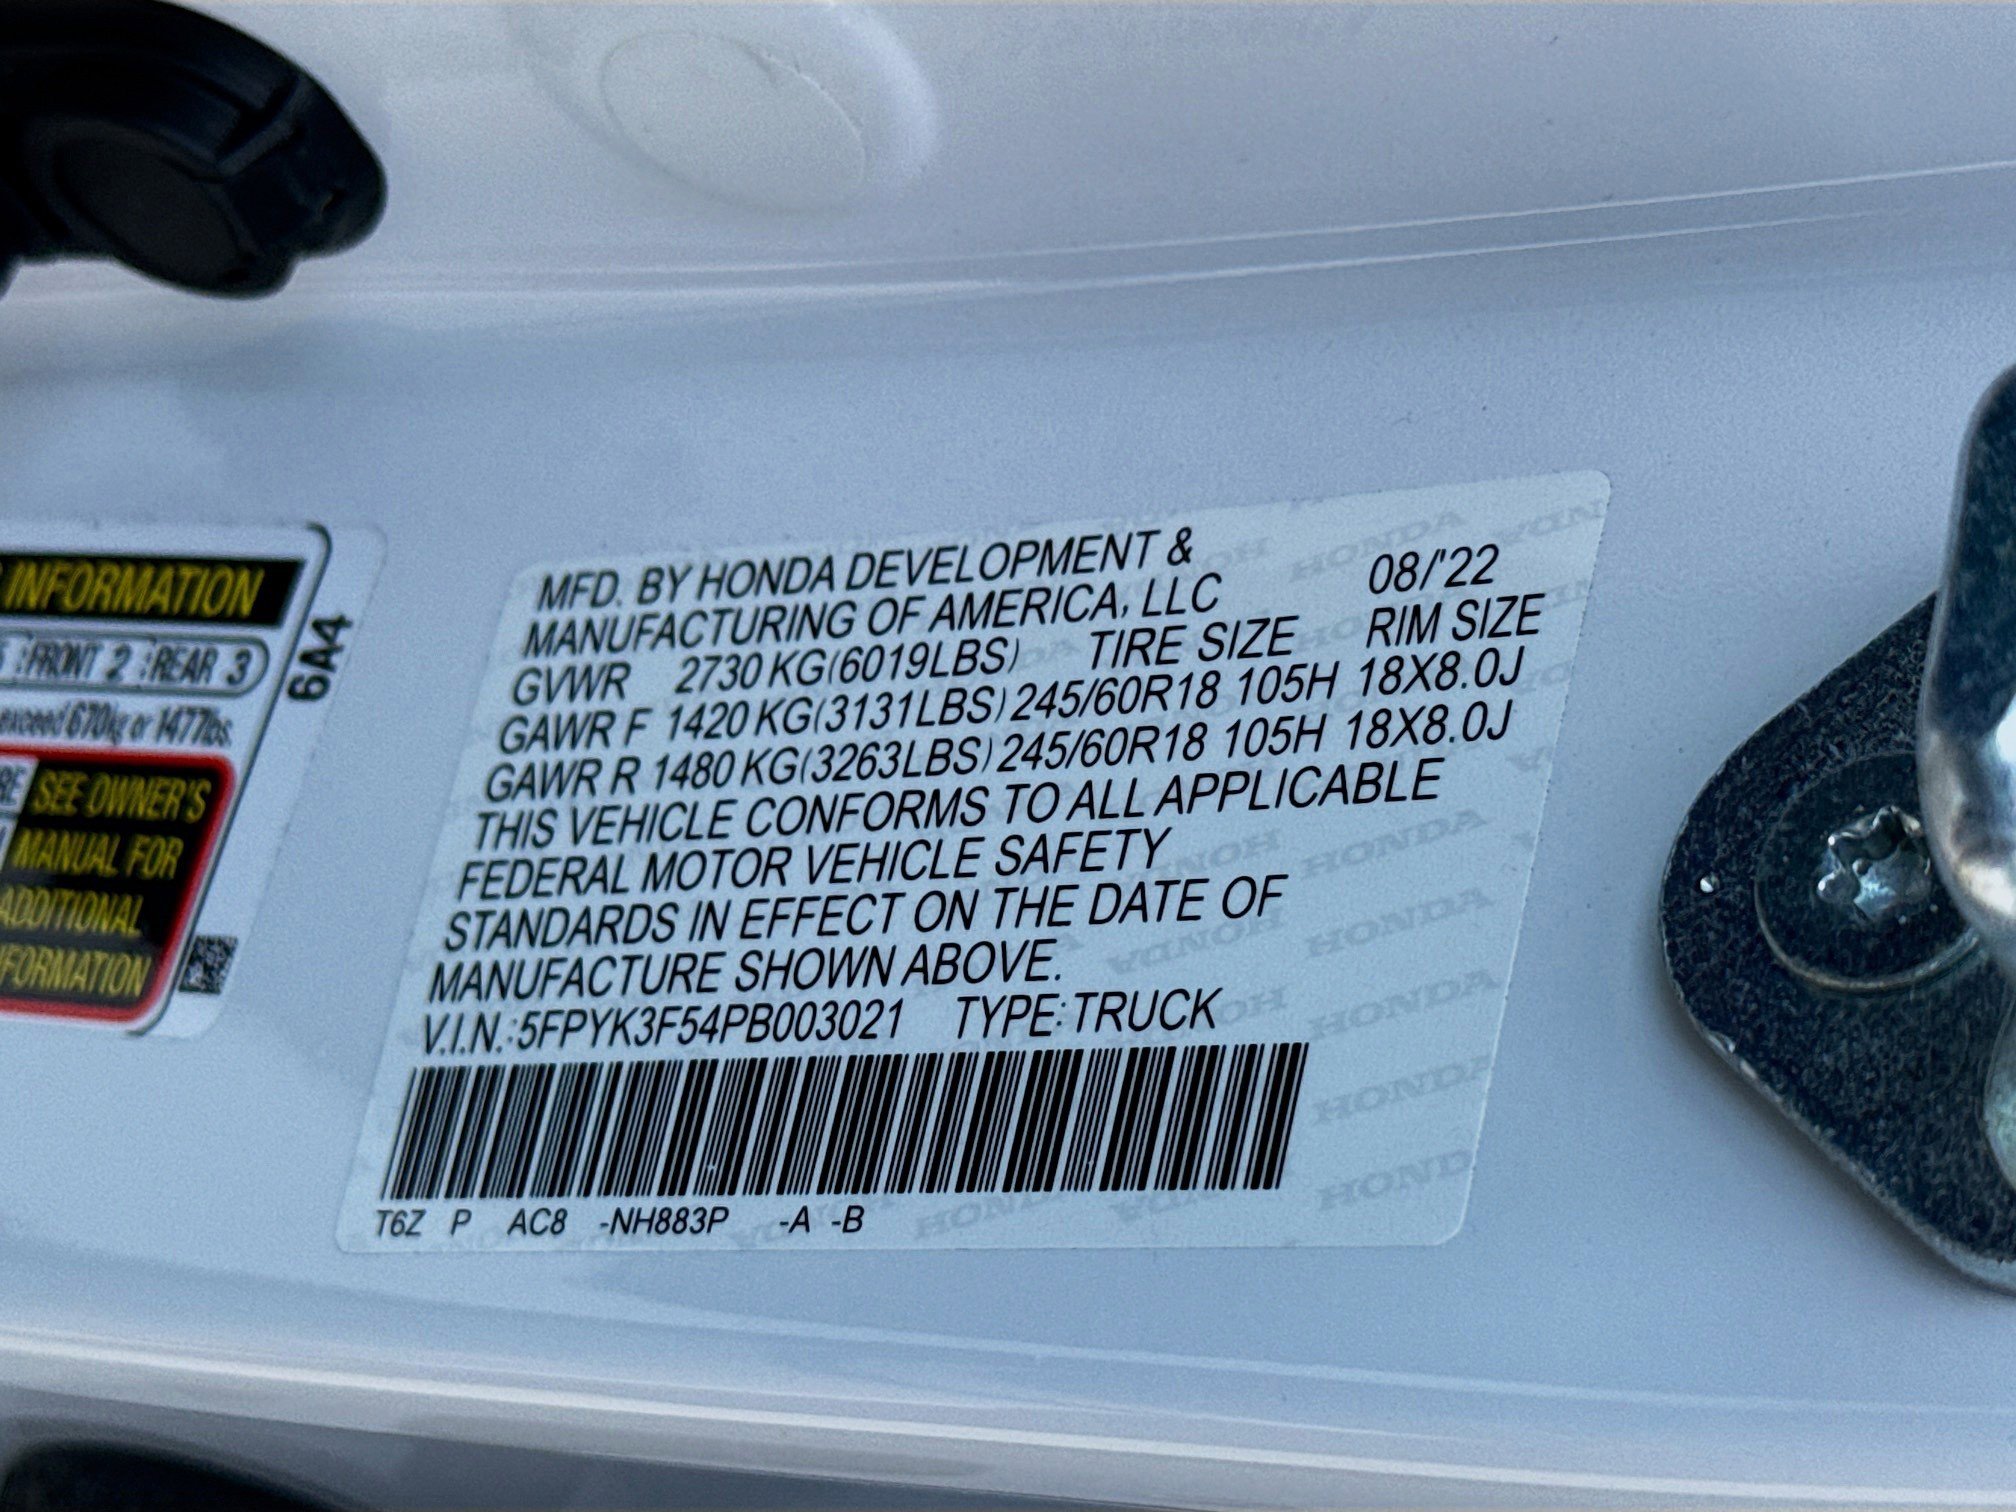 INFORMATION
FRONT 2 REAR 3
exceed 670kg or 1477lbs.
SEE OWNER'S
MANUAL FOR
ADDITIONAL
INFORMATION
6A4
MFD. BY HONDA DEVELOPMENT &
MANUFACTURING OF AMERICA, LLC 08/'22
GVWR 2730 KG(6019LBS) TIRE SIZE RIM SIZE
GAWR F 1420 KG(3131LBS) 245/60R18 105H 18X8.0J
GAWR R 1480 KG(3263LBS) 245/60R18 105H 18X8.0J
THIS VEHICLE CONFORMS TO ALL APPLICABLE
FEDERAL MOTOR VEHICLE SAFETY
STANDARDS IN EFFECT ON THE DATE OF
MANUFACTURE SHOWN ABOVE.
V.I.N.:5FPYK3F54PB003021 TYPE:TRUCK
T6Z P AC8 -NH883P -A -B